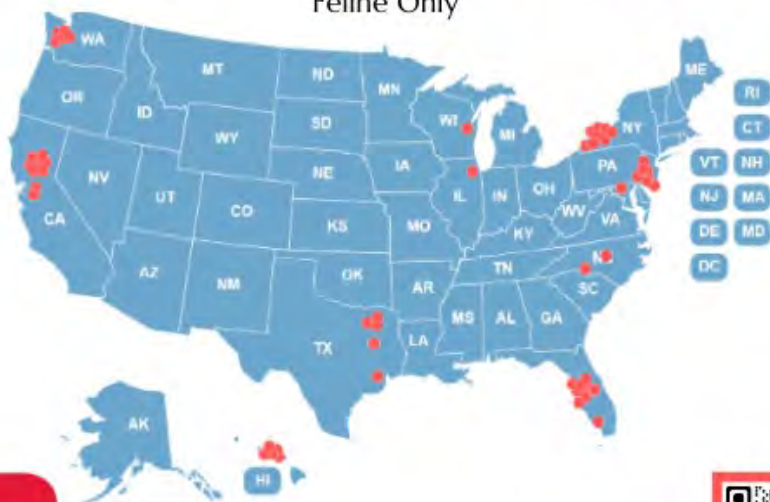 Feline Only
WA
MT
ND
MN
ME
OR
ID
WY
SD
WI
MI
NY
RI
CT
NV
UT
CO
NE
IA
IL
IN
OH
PA
VT
NH
CA
KS
MO
KY
WV
VA
NJ
MA
DE
MD
DC
AZ
NM
OK
AR
TN
SC
TX
LA
MS
AL
GA
AK
HI